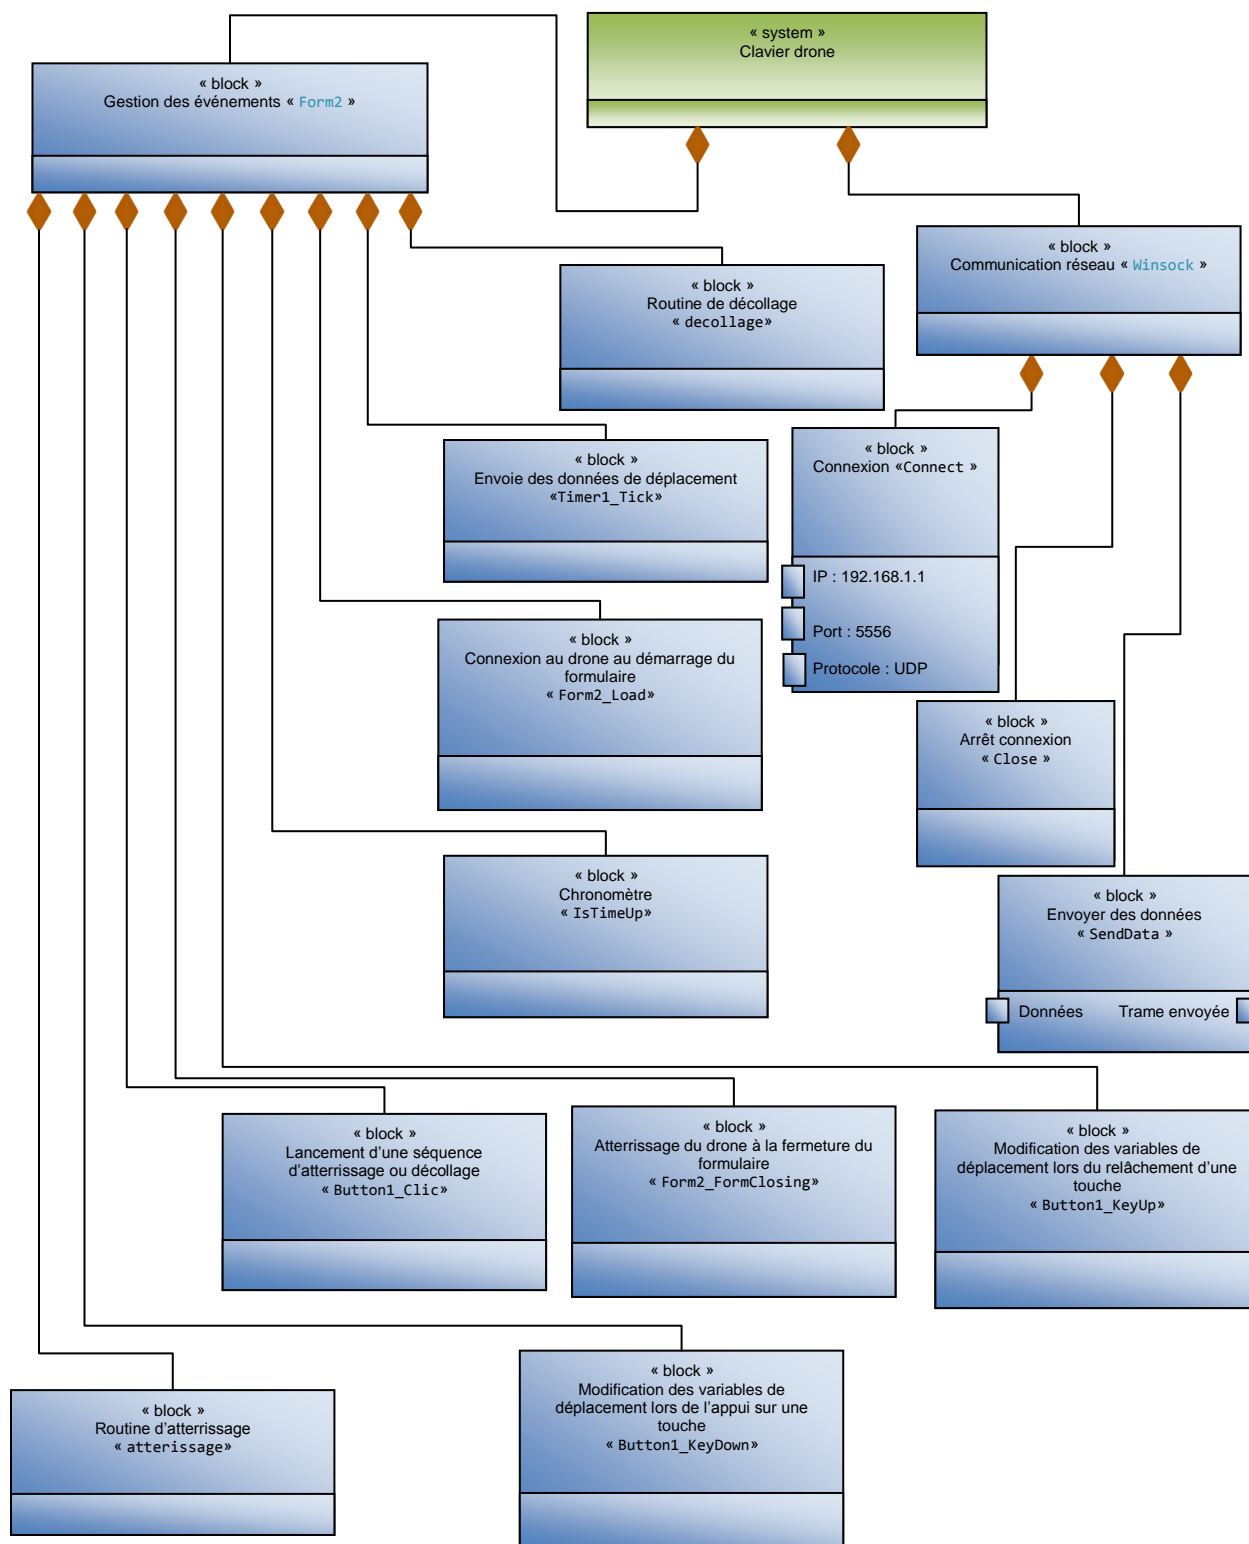 « system »
Clavier drone
« block »
Gestion des événements « Form2 »
« block »
Communication réseau « Winsock »
« block »
Routine de décollage
« decollage»
« block »
Envoie des données de déplacement
«Timer1_Tick»
« block »
Connexion «Connect »
IP : 192.168.1.1
Port : 5556
Protocole : UDP
« block »
Connexion au drone au démarrage du
formulaire
« Form2_Load»
« block »
Arrêt connexion
« Close »
« block »
Chronomètre
« IsTimeUp»
« block »
Envoyer des données
« SendData »
Données
Trame envoyée
« block »
Lancement d’une séquence
d’atterrissage ou décollage
« Button1_Clic»
« block »
Atterrissage du drone à la fermeture du
formulaire
« Form2_FormClosing»
« block »
Modification des variables de
déplacement lors du relâchement d’une
touche
« Button1_KeyUp»
« block »
Routine d’atterrissage
« atterissage»
« block »
Modification des variables de
déplacement lors de l’appui sur une
touche
« Button1_KeyDown»